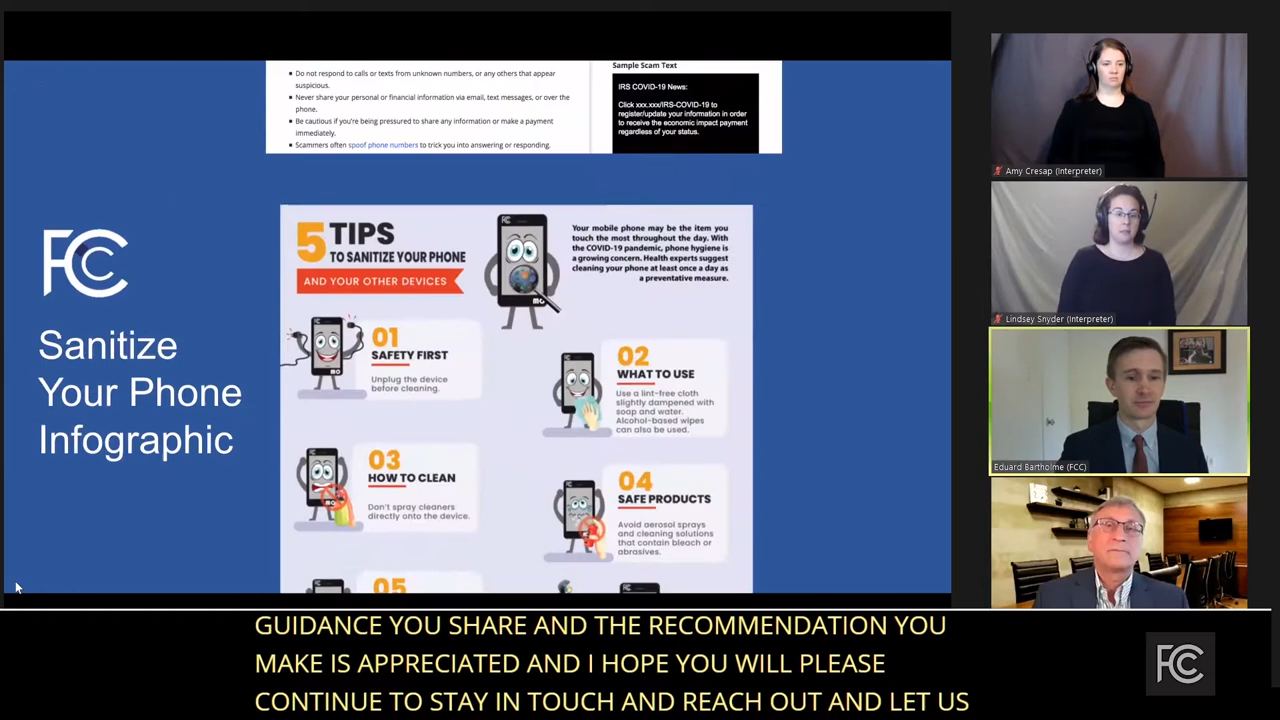 Do not respond to calls or texts from unknown numbers, or any others that appear
suspicious.
Never share your personal or financial information via email, text messages, or over the
phone.
Be cautious if you're being pressured to share any information or make a payment
immediately.
Scammers often spoof phone numbers to trick you into answering or responding.
Sample Scam Text
IRS COVID-19 News:
Click xxx.xxx/IRS-COVID-19 to
register/update your information in order
to receive the economic impact payment
regardless of your status.
FCC
Sanitize
Your Phone
Infographic
5 TIPS
TO SANITIZE YOUR PHONE
AND YOUR OTHER DEVICES
FC
Your mobile phone may be the item you
touch the most throughout the day. With
the COVID-19 pandemic, phone hygiene is
a growing concern. Health experts suggest
cleaning your phone at least once a day as
a preventative measure.
01
SAFETY FIRST
Unplug the device
before cleaning.
02
WHAT TO USE
Use a lint-free cloth
slightly dampened with
soap and water.
Alcohol-based wipes
can also be used.
03
HOW TO CLEAN
Don't spray cleaners
directly onto the device.
04
SAFE PRODUCTS
Avoid aerosol sprays
and cleaning solutions
that contain bleach or
abrasives.
05
Amy Cresap (Interpreter)
Lindsey Snyder (Interpreter)
Eduard Bartholme (FCC)
GUIDANCE YOU SHARE AND THE RECOMMENDATION YOU
MAKE IS APPRECIATED AND I HOPE YOU WILL PLEASE
CONTINUE TO STAY IN TOUCH AND REACH OUT AND LET US
FCC